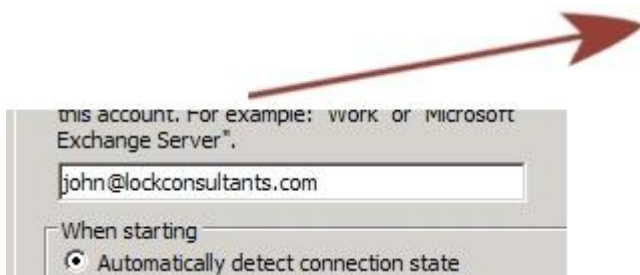 this account. For example: "Work" or "Microsoft
Exchange Server".
john@lockconsultants.com
When starting
Automatically detect connection state